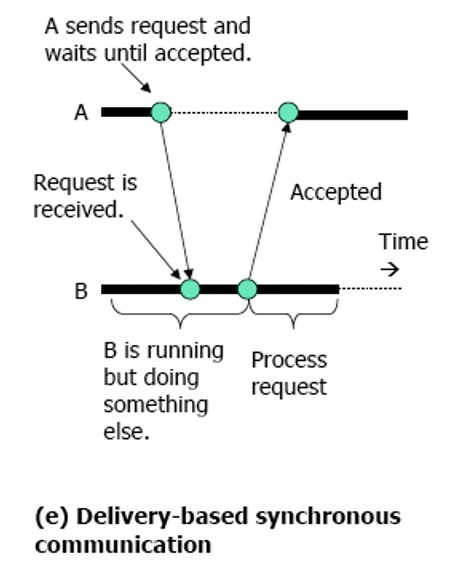 A sends request and
waits until accepted.
A
Request is
received.
Accepted
Time
→
B
B is running
but doing
something
else.
Process
request
(e) Delivery-based synchronous
communication